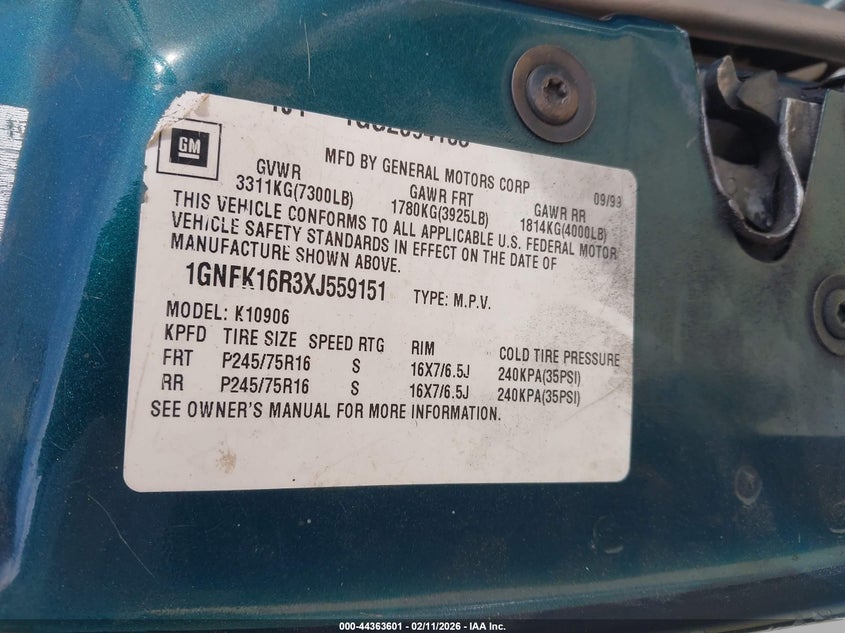 GM
MFD BY GENERAL MOTORS CORP 09/99
GVWR GAWR FRT GAWR RR
3311KG(7300LB) 1780KG(3925LB) 1814KG(4000LB)
THIS VEHICLE CONFORMS TO ALL APPLICABLE U.S. FEDERAL MOTOR
VEHICLE SAFETY STANDARDS IN EFFECT ON THE DATE OF
MANUFACTURE SHOWN ABOVE.
1GNFK16R3XJ559151 TYPE: M.P.V.
MODEL: K10906
KPFD TIRE SIZE SPEED RTG RIM COLD TIRE PRESSURE
FRT P245/75R16 S 16X7/6.5J 240KPA(35PSI)
RR P245/75R16 S 16X7/6.5J 240KPA(35PSI)
SEE OWNER'S MANUAL FOR MORE INFORMATION.
000-44363601 - 02/11/2026 - IAA Inc.